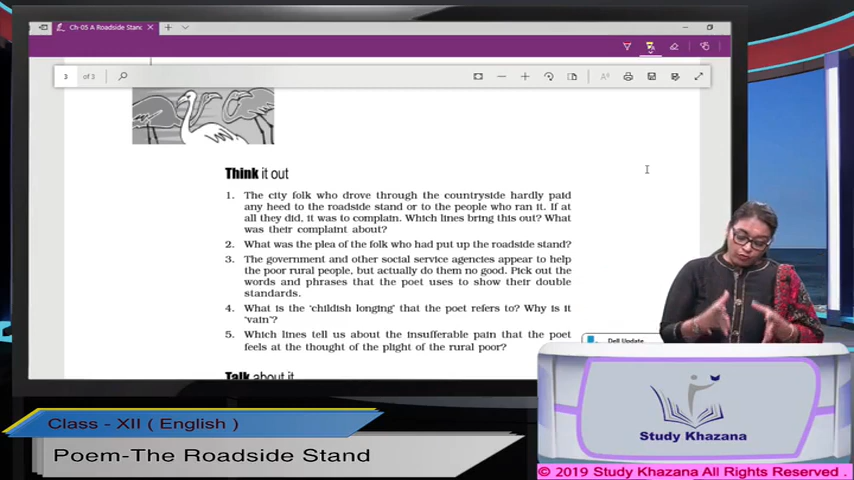 Ch-05 A Roadside Stand
3 of 3
Think it out
1. The city folk who drove through the countryside hardly paid
any heed to the roadside stand or to the people who ran it. If at
all they did, it was to complain. Which lines bring this out? What
was their complaint about?
2. What was the plea of the folk who had put up the roadside stand?
3. The government and other social service agencies appear to help
the poor rural people, but actually do them no good. Pick out the
words and phrases that the poet uses to show their double
standards.
4. What is the ‘childish longing’ that the poet refers to? Why is it
‘vain’?
5. Which lines tell us about the insufferable pain that the poet
feels at the thought of the plight of the rural poor?
Talk about it
Dell Update
Study Khazana
Class - XII ( English )
Poem-The Roadside Stand
© 2019 Study Khazana All Rights Reserved .